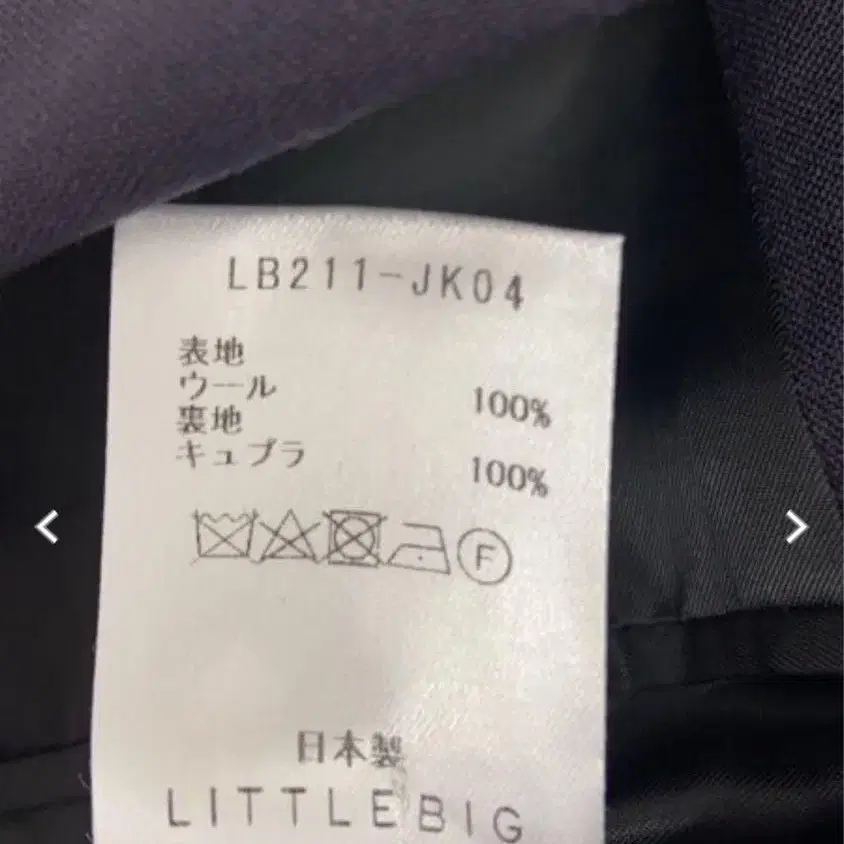 LB211-JK04
表地
ウール 100%
裏地
キュプラ 100%
F
日本製
LITTLEBIG